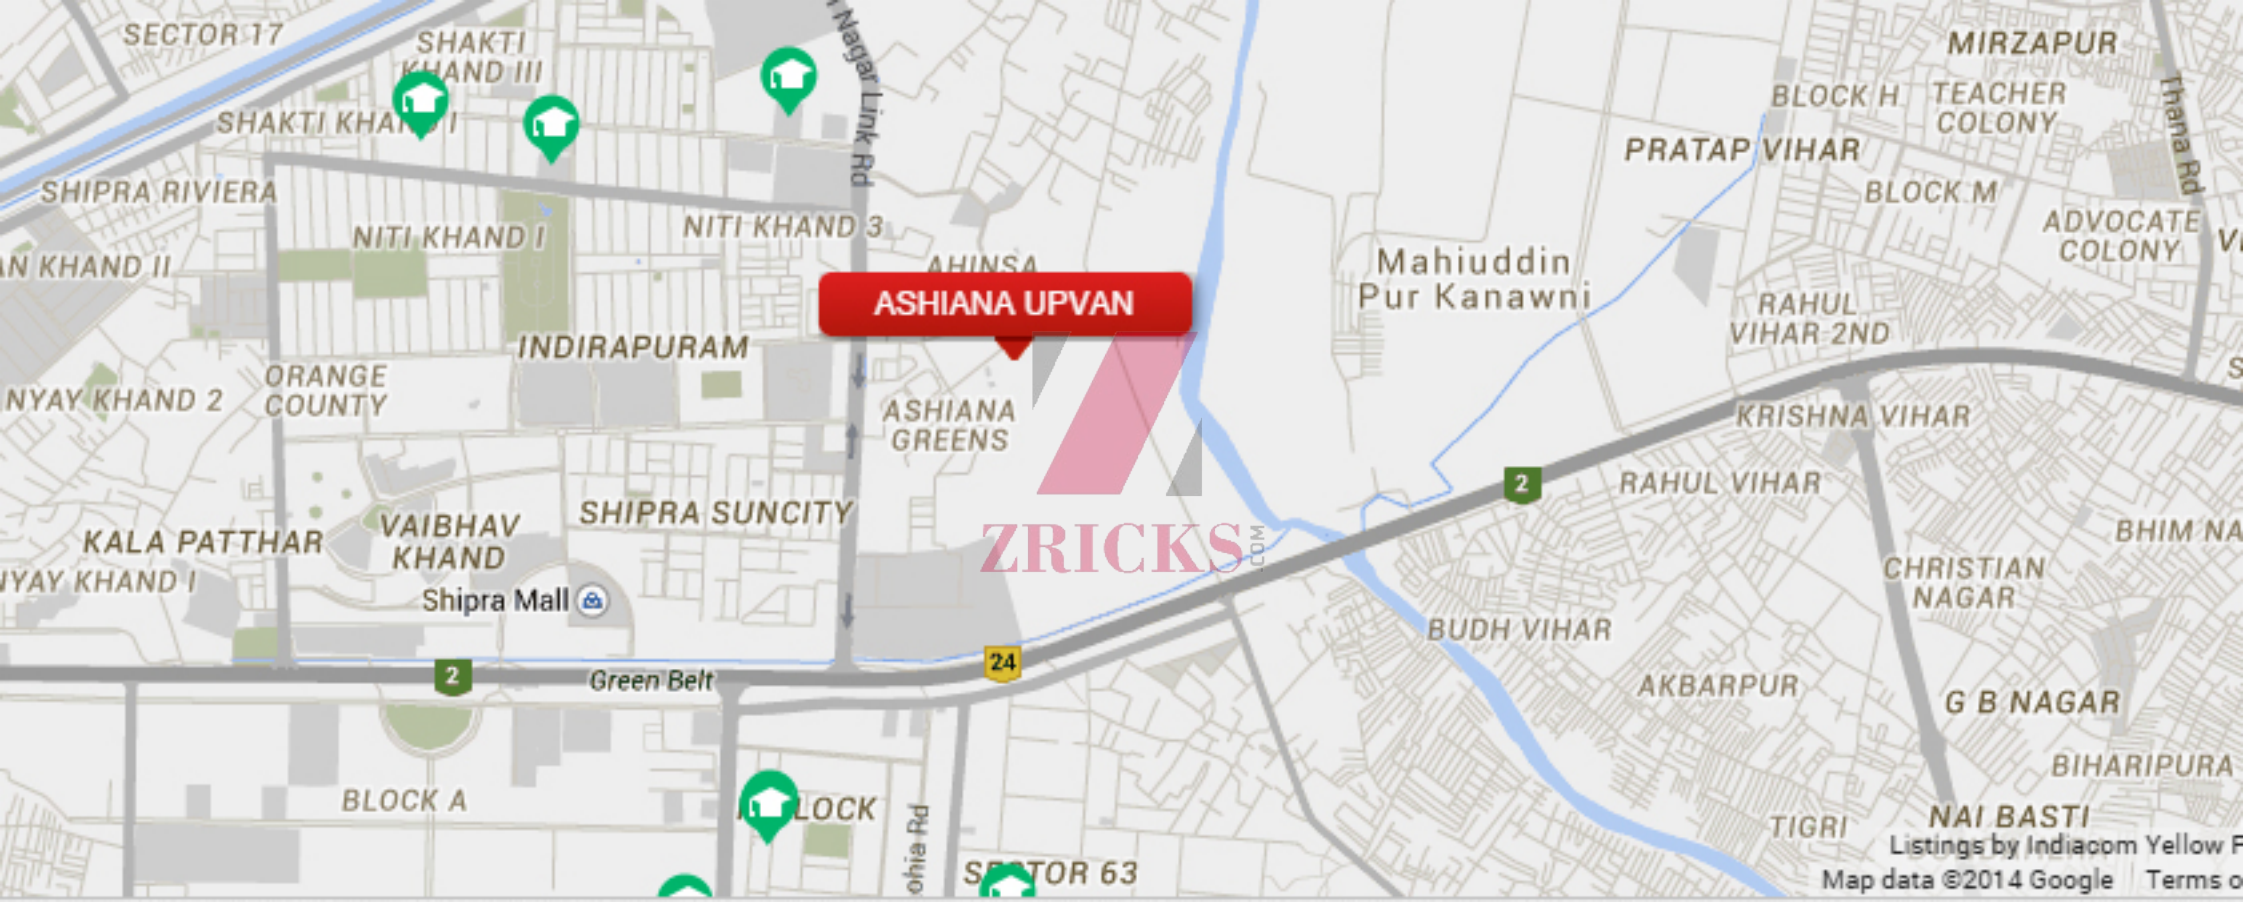 SECTOR 17
SHAKTI
KHAND III
Nagar Link Rd
MIRZAPUR
BLOCK H
TEACHER
COLONY
Thana Rd
SHAKTI
PRATAP VIHAR
SHIPRA RIVIERA
BLOCK M
NITI KHAND I
NITI KHAND 3
ADVOCATE
COLONY
KHAND II
AHINSA
Mahiuddin
Pur Kanawni
ASHIANA UPVAN
RAHUL
VIHAR 2ND
INDIRAPURAM
ORANGE
COUNTY
NYAY KHAND 2
ASHIANA
GREENS
KRISHNA VIHAR
2
RAHUL VIHAR
SHIPRA SUNCITY
VAIBHAV
KHAND
KALA PATTHAR
ZRICKS.COM
BHIM
NYAY KHAND I
CHRISTIAN
NAGAR
Shipra Mall
BUDH VIHAR
24
2
Green Belt
AKBARPUR
G B NAGAR
BIHARIPURA
BLOCK A
NAI BASTI
TIGRI
SECTOR 63
Listings by Indiacom Yellow
Map data ©2014 Google
Terms